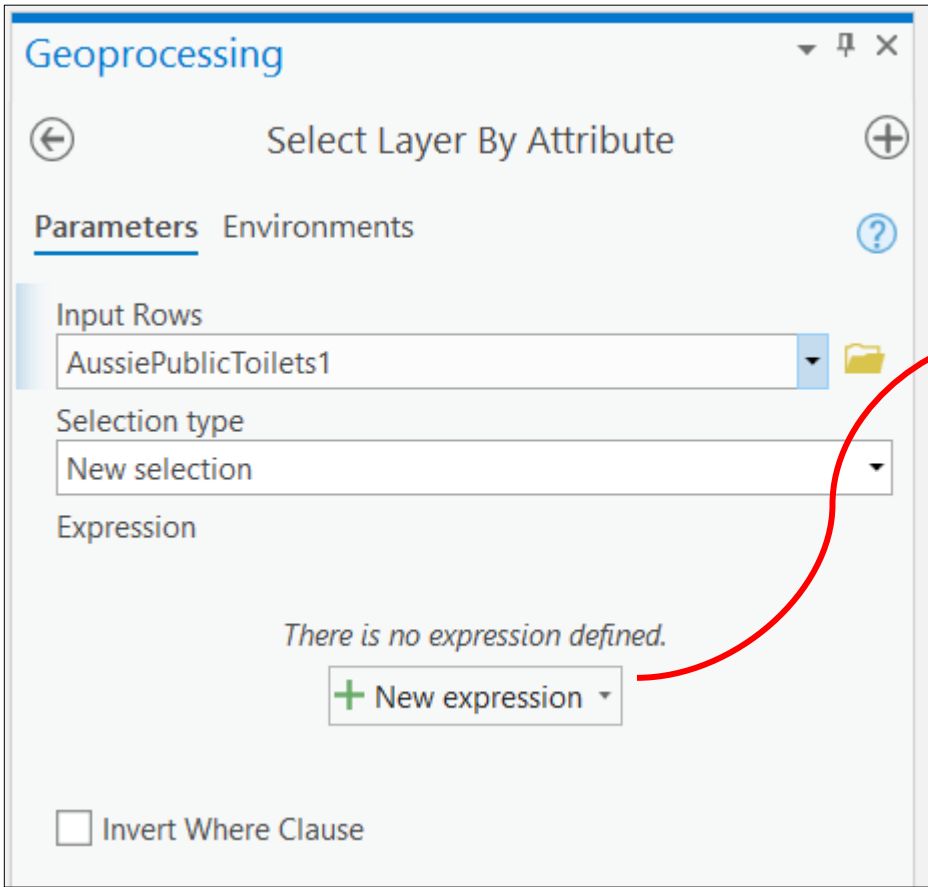 Geoprocessing
Select Layer By Attribute
Parameters Environments
Input Rows
AussiePublicToilets1
Selection type
New selection
Expression
There is no expression defined.
New expression
Invert Where Clause